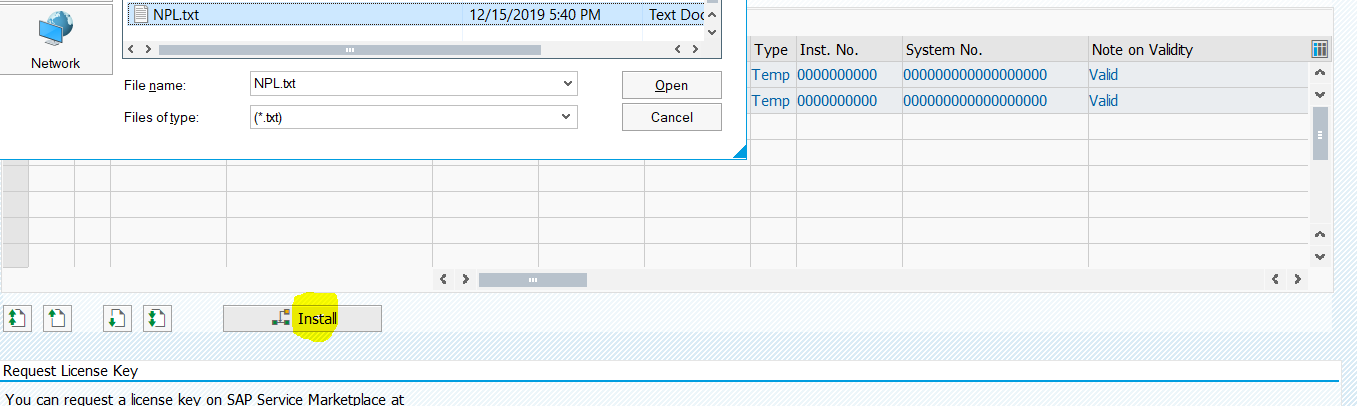 NPL.txt 12/15/2019 5:40 PM Text Doc
Network
File name: NPL.txt Open
Files of type: (*.txt) Cancel
Type Inst. No. System No. Note on Validity
Temp 0000000000 000000000000000000 Valid
Temp 0000000000 000000000000000000 Valid
Install
Request License Key
You can request a license key on SAP Service Marketplace at